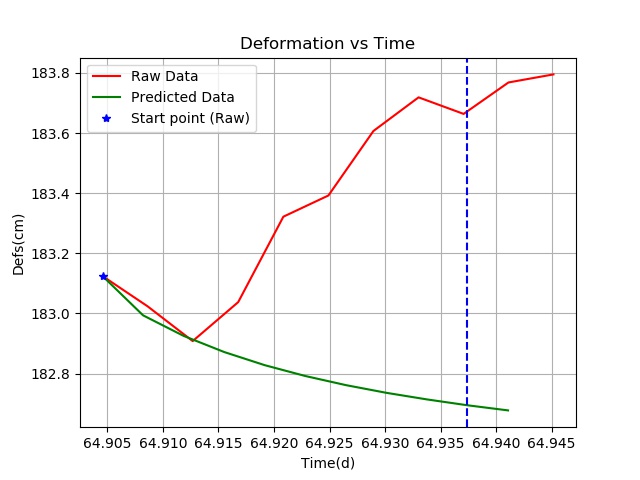 Deformation vs Time
Raw Data
Predicted Data
Start point (Raw)
183.8
183.6
183.4
183.2
183.0
182.8
Defs(cm)
64.905 64.910 64.915 64.920 64.925 64.930 64.935 64.940 64.945
Time(d)